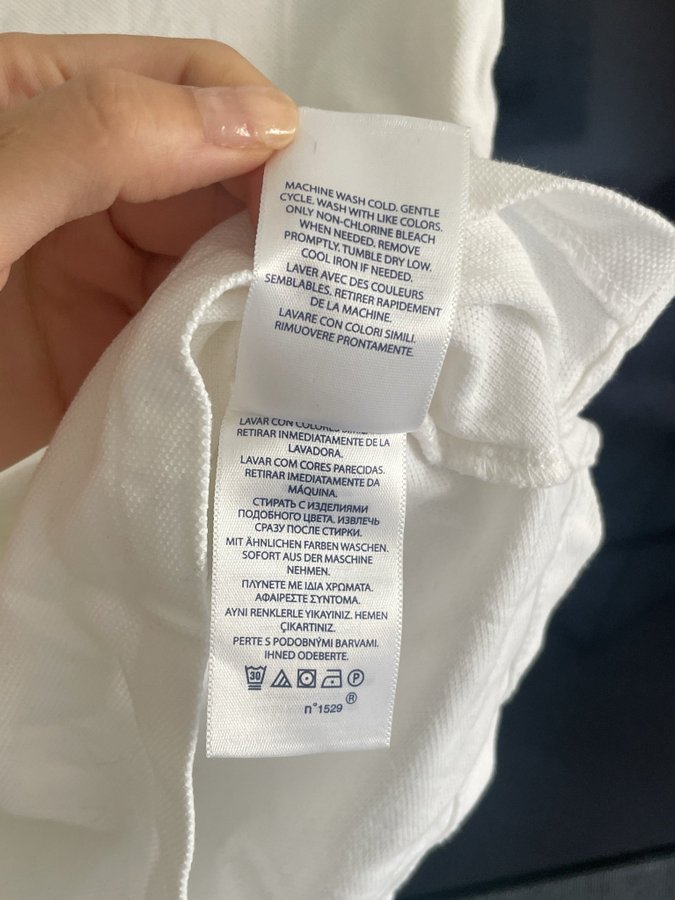 MACHINE WASH COLD. GENTLE
CYCLE. WASH WITH LIKE COLORS.
ONLY NON-CHLORINE BLEACH
WHEN NEEDED. REMOVE
PROMPTLY. TUMBLE DRY LOW.
COOL IRON IF NEEDED.
LAVER AVEC DES COULEURS
SEMBLABLES. RETIRER RAPIDEMENT
DE LA MACHINE.
LAVARE CON COLORI SIMILI.
RIMUOVERE PRONTAMENTE.
LAVAR CON COLORES
RETIRAR INMEDIATAMENTE DE LA
LAVADORA.
LAVAR COM CORES PARECIDAS.
RETIRAR IMEDIATAMENTE DA
MÁQUINA.
СТИРАТЬ С ИЗДЕЛИЯМИ
ПОДОБНОГО ЦВЕТА. ИЗВЛЕЧЬ
СРАЗУ ПОСЛЕ СТИРКИ.
MIT ÄHNLICHEN FARBEN WASCHEN.
SOFORT AUS DER MASCHINE
NEHMEN.
ΠΛΥΝΕΤΕ ΜΕ ΙΔΙΑ ΧΡΩΜΑΤΑ.
ΑΦΑΙΡΕΣΤΕ ΣΥΝΤΟΜΑ.
AYNI RENKLERLE YIKAYINIZ. HEMEN
ÇIKARTINIZ.
PERTE S PODOBNÝMI BARVAMI.
IHNED ODEBERTE.
30 P
n°1529 ®